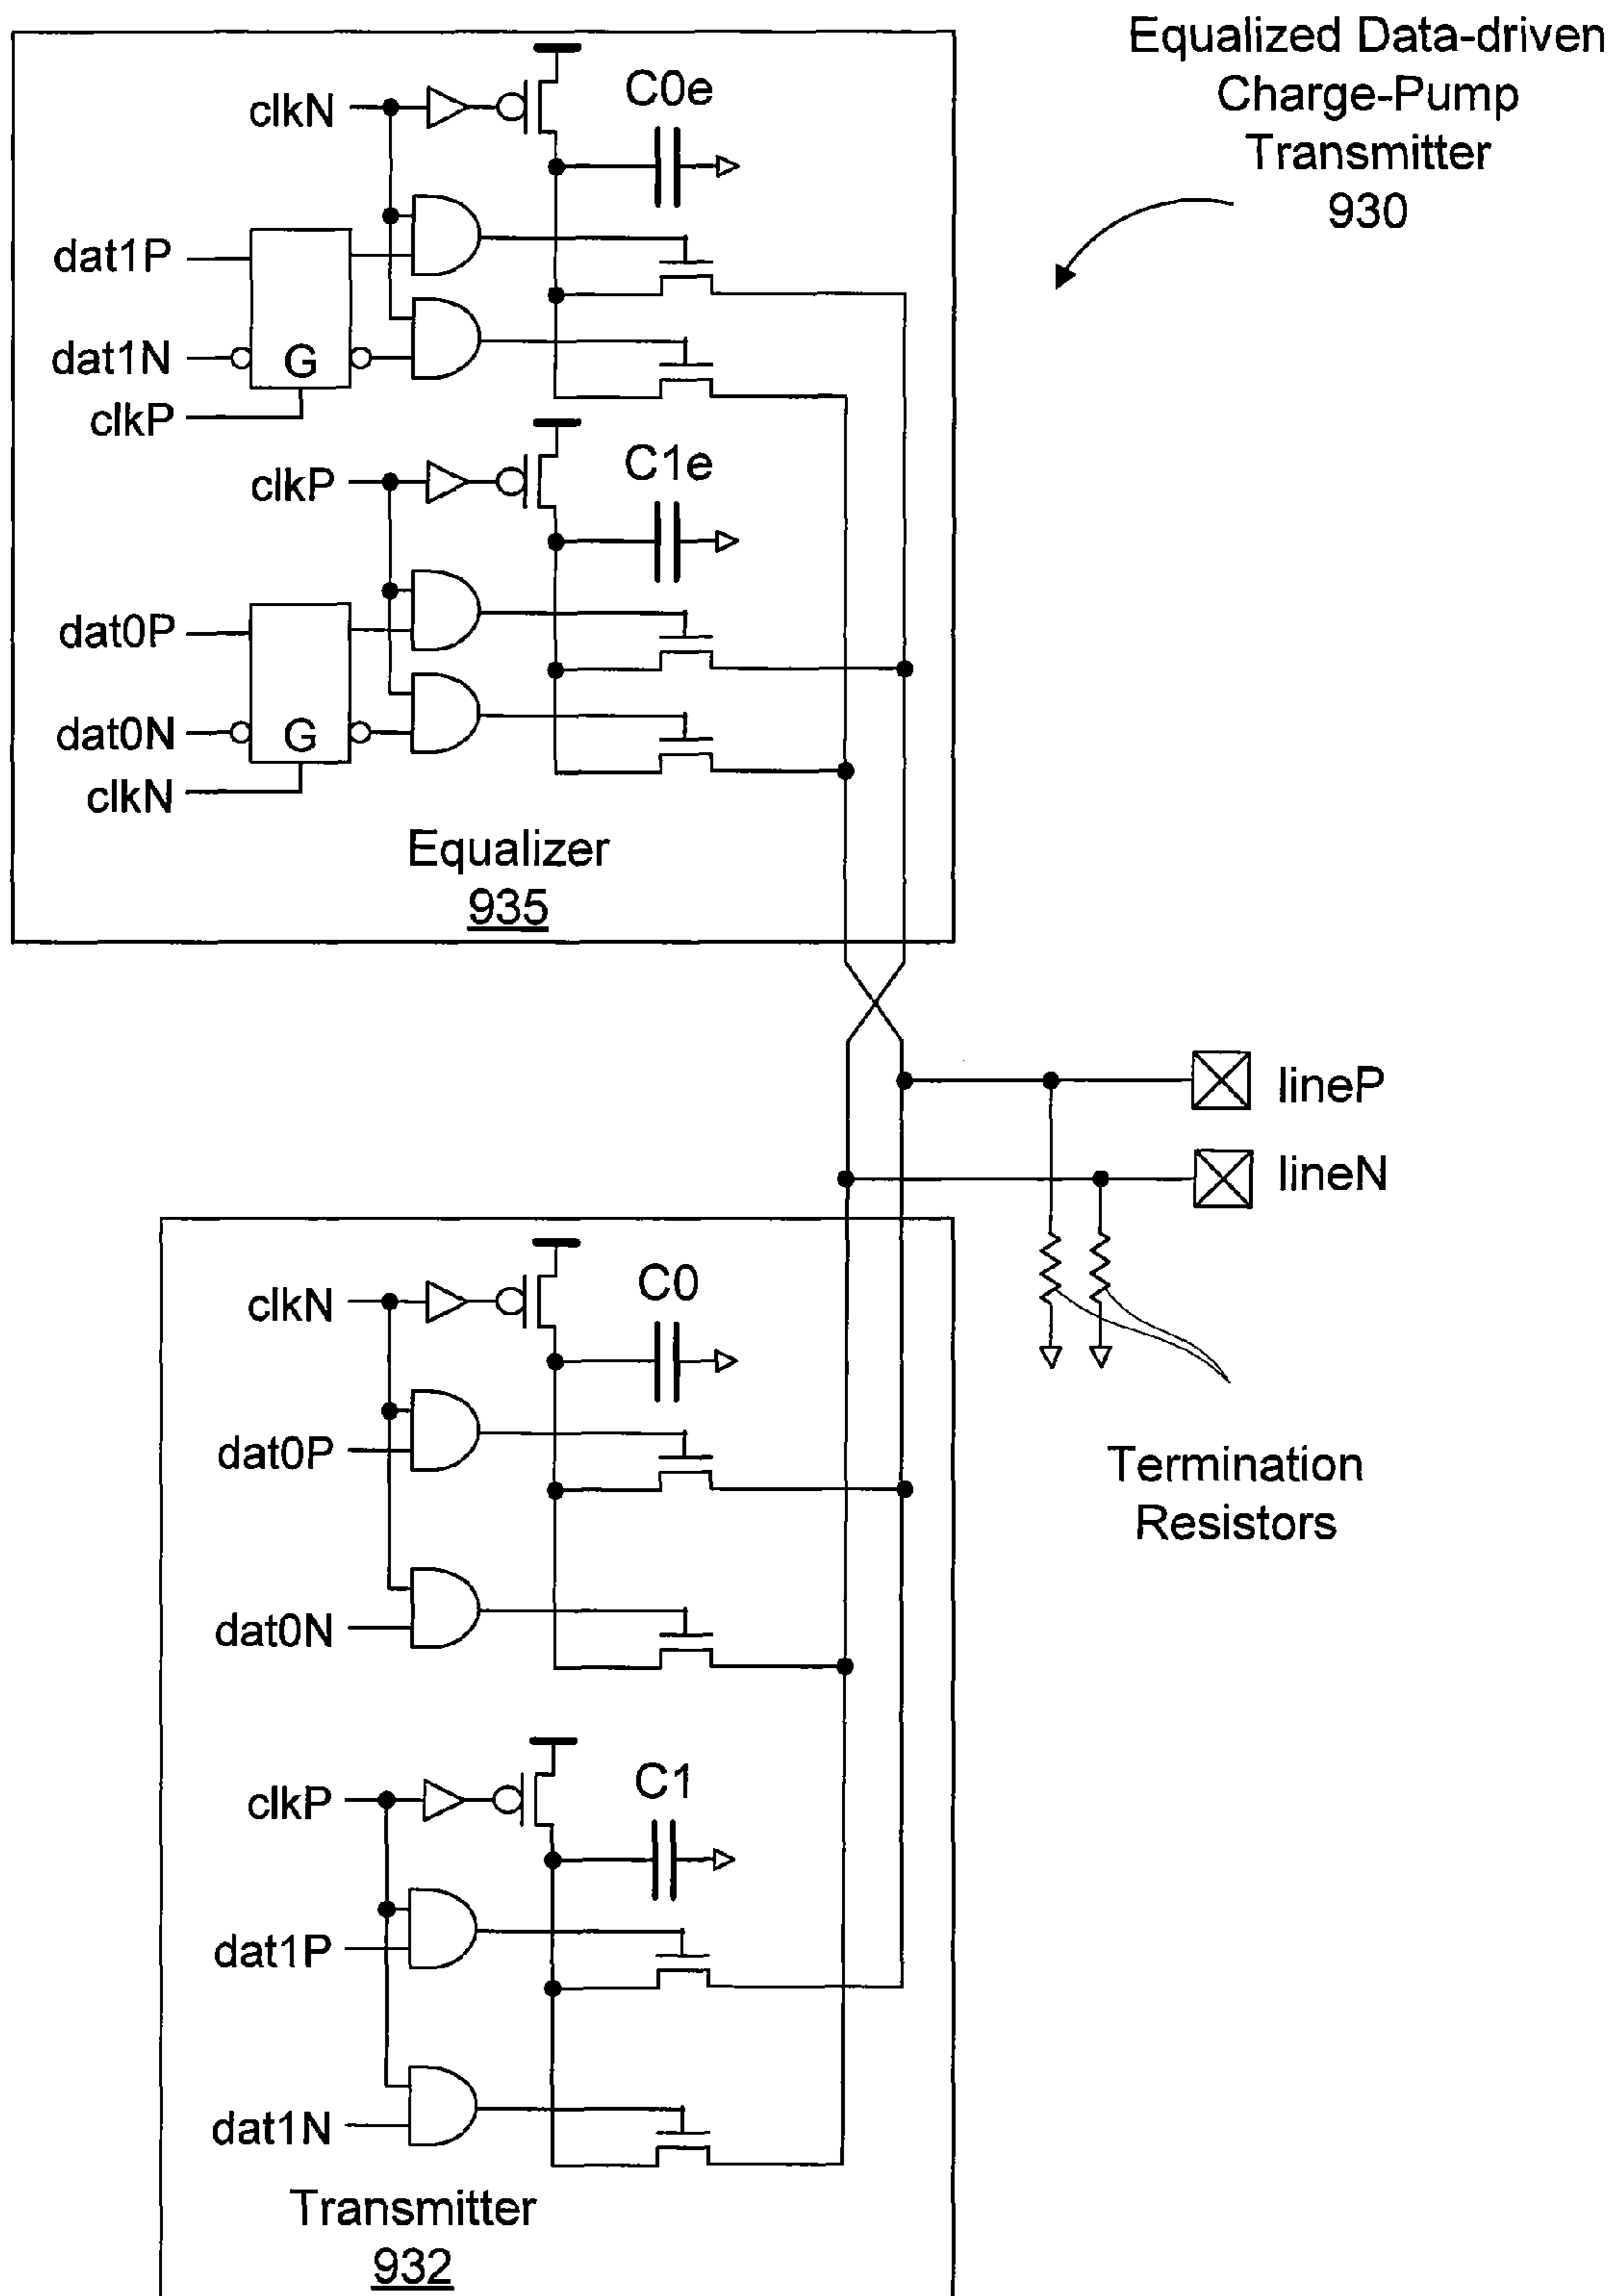 Equalized Data-driven
Charge-Pump
Transmitter
930
clkN
C0e
dat1P
dat1N
G
clkP
clkP
C1e
dat0P
dat0N
G
clkN
Equalizer
935
lineP
lineN
Termination
Resistors
clkN
C0
dat0P
dat0N
clkP
C1
dat1P
dat1N
Transmitter
932